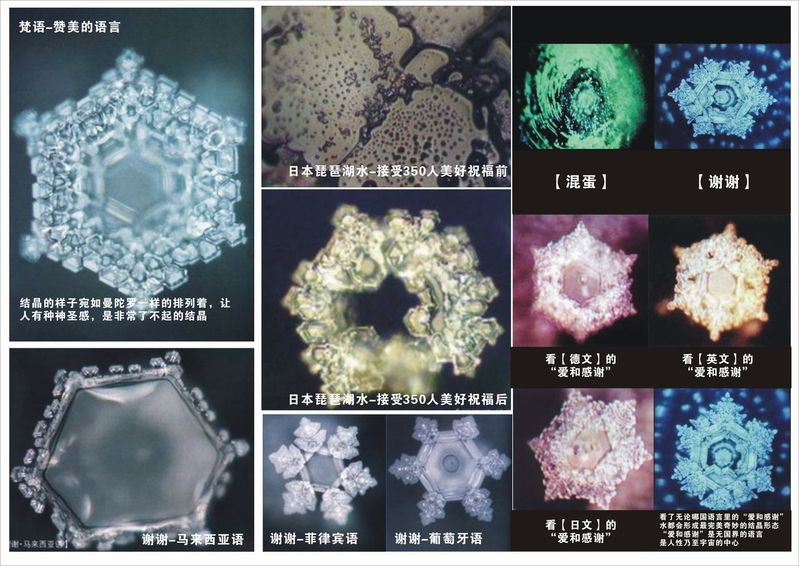 梵语-赞美的语言
结晶的样子宛如曼陀罗一样的排列着，让
人有种神圣感，是非常了不起的结晶
谢谢-马来西亚语
谢·马来西亚语】
日本琵琶湖水-接受350人美好祝福前
日本琵琶湖水-接受350人美好祝福后
谢谢-菲律宾语
谢谢-葡萄牙语
【混蛋】
【谢谢】
看【德文】的
“爱和感谢”
看【英文】的
“爱和感谢”
看【日文】的
“爱和感谢”
看了无论哪国语言里的“爱和感谢”
水都会形成最完美奇妙的结晶形态
“爱和感谢”是无国界的语言
是人性乃至宇宙的中心